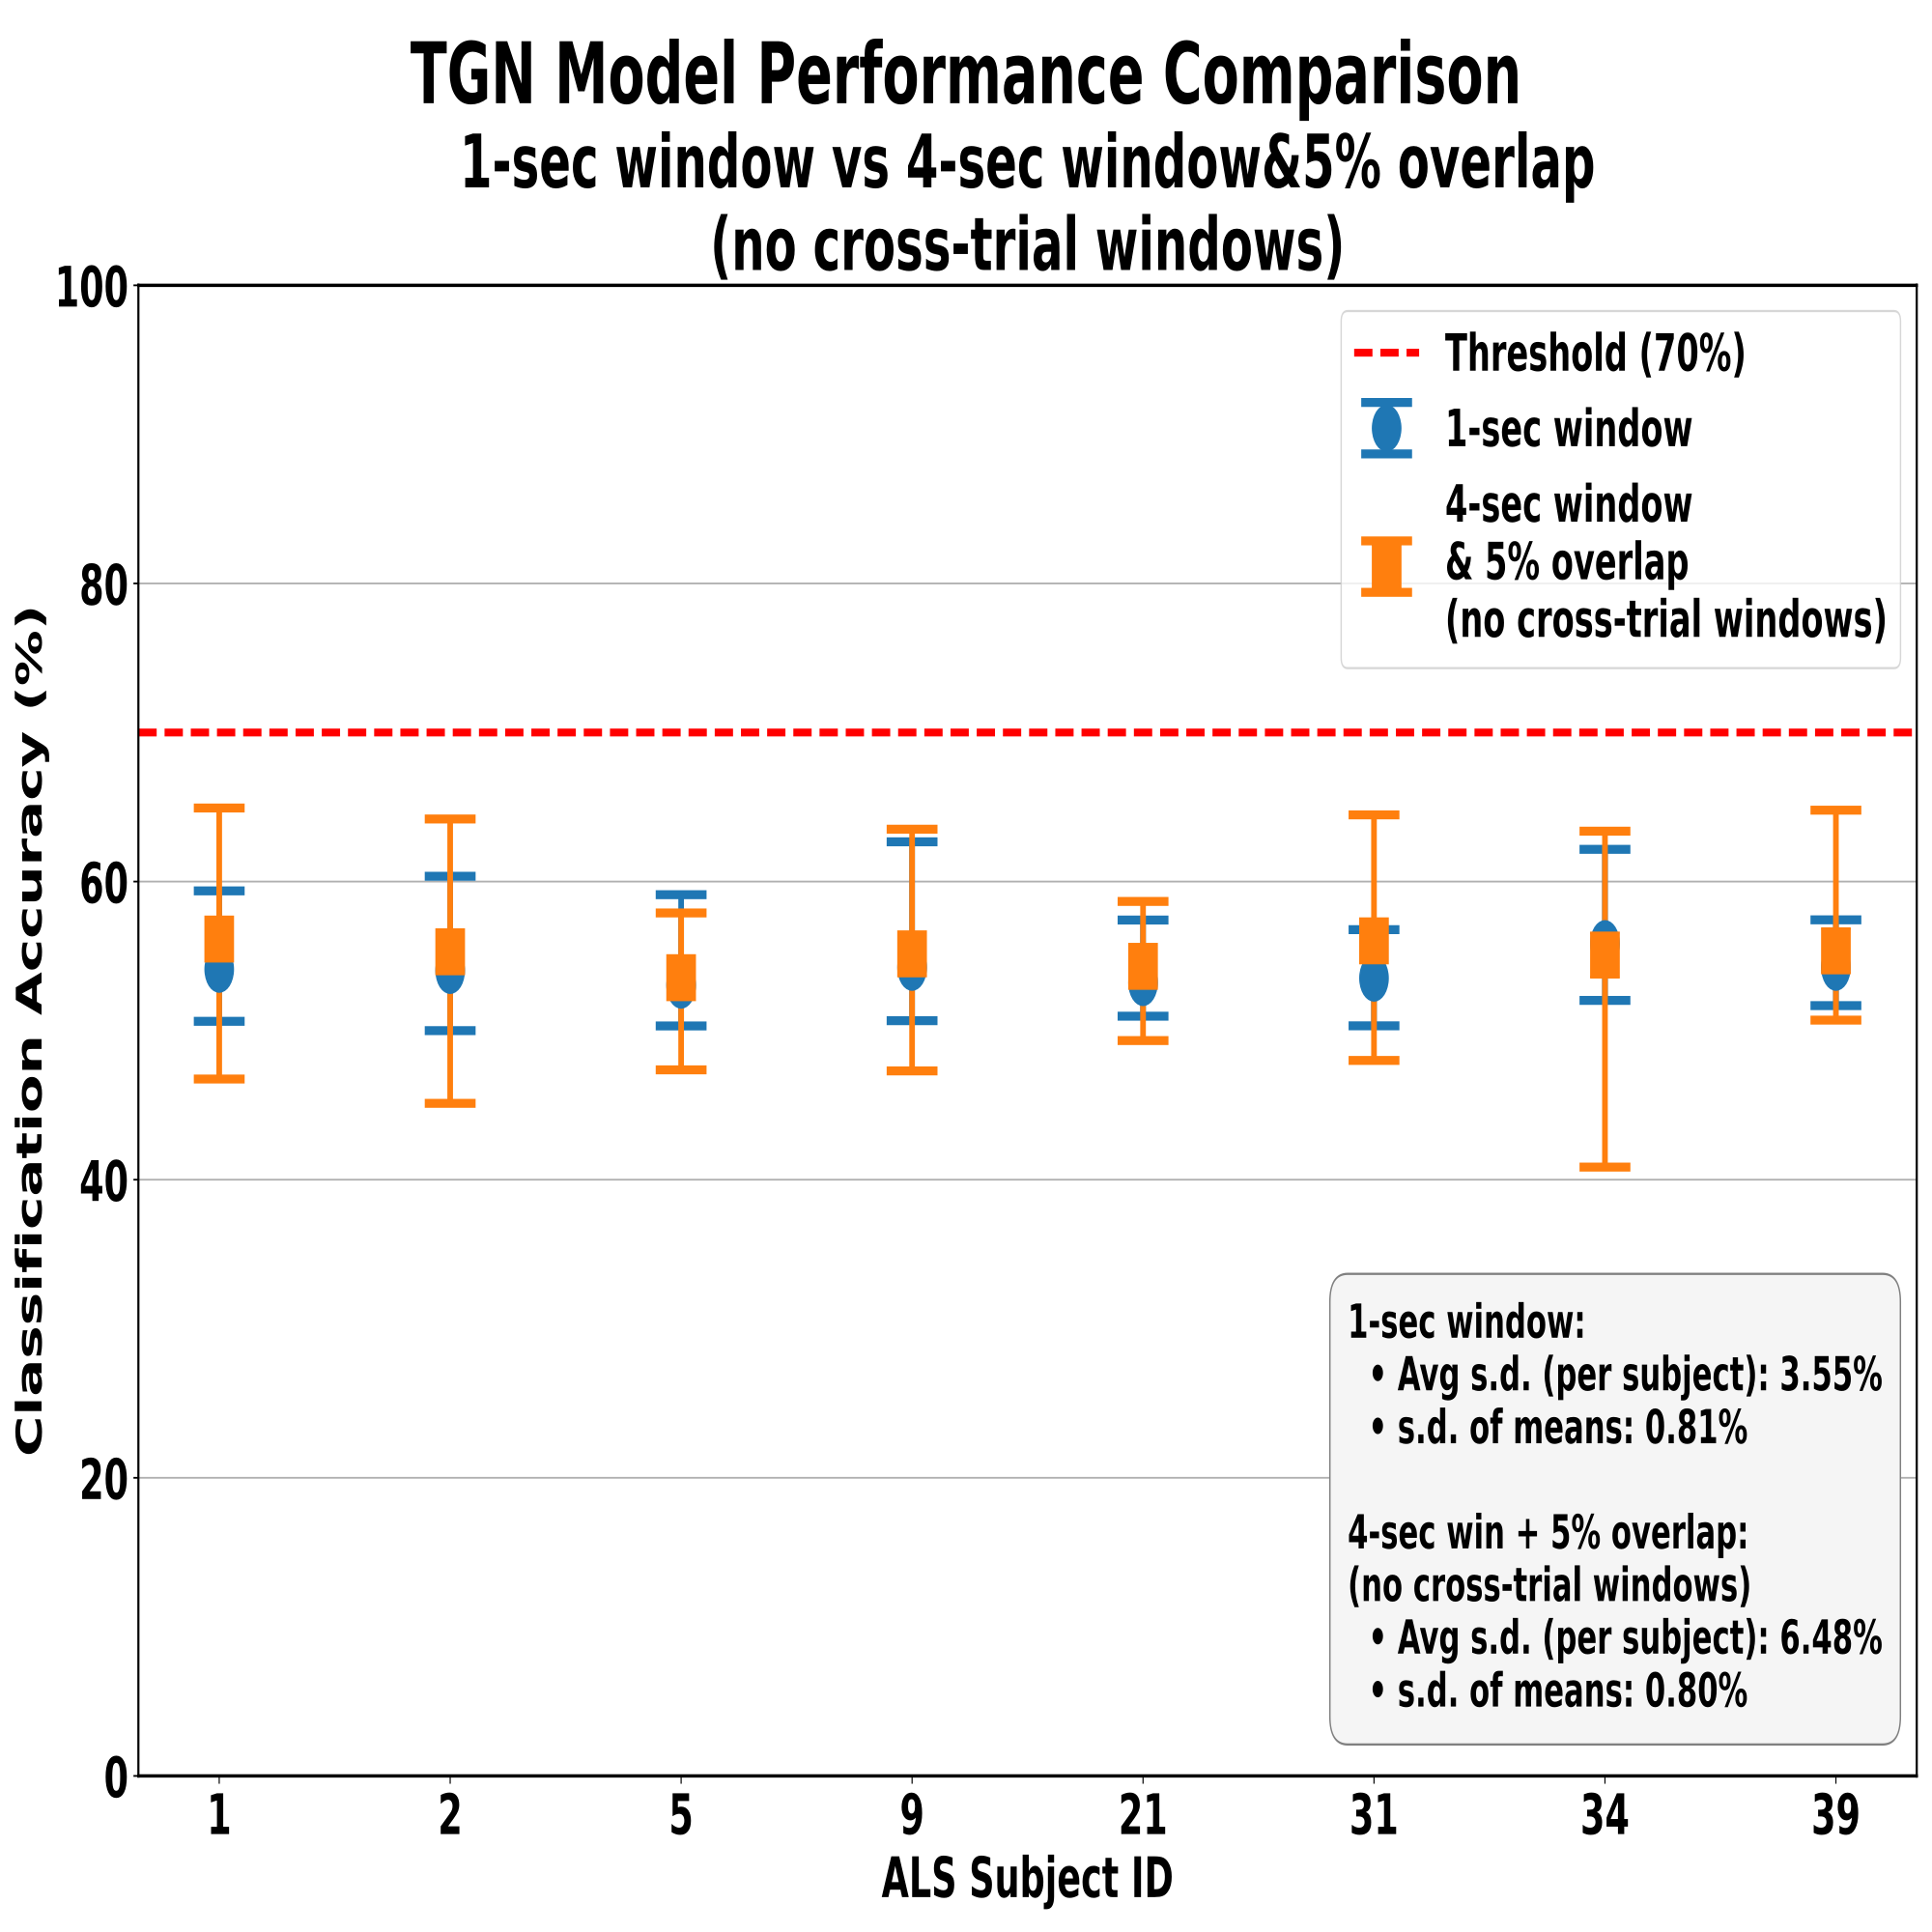 TGN Model Performance Comparison
1-sec window vs 4-sec window&5% overlap
(no cross-trial windows)
100
80
60
40
20
0
Classification Accuracy (%)
Threshold (70%)
1-sec window
4-sec window
& 5% overlap
(no cross-trial windows)
1-sec window:
• Avg s.d. (per subject): 3.55%
• s.d. of means: 0.81%
4-sec win + 5% overlap:
(no cross-trial windows)
• Avg s.d. (per subject): 6.48%
• s.d. of means: 0.80%
1 2 5 9 21 31 34 39
ALS Subject ID